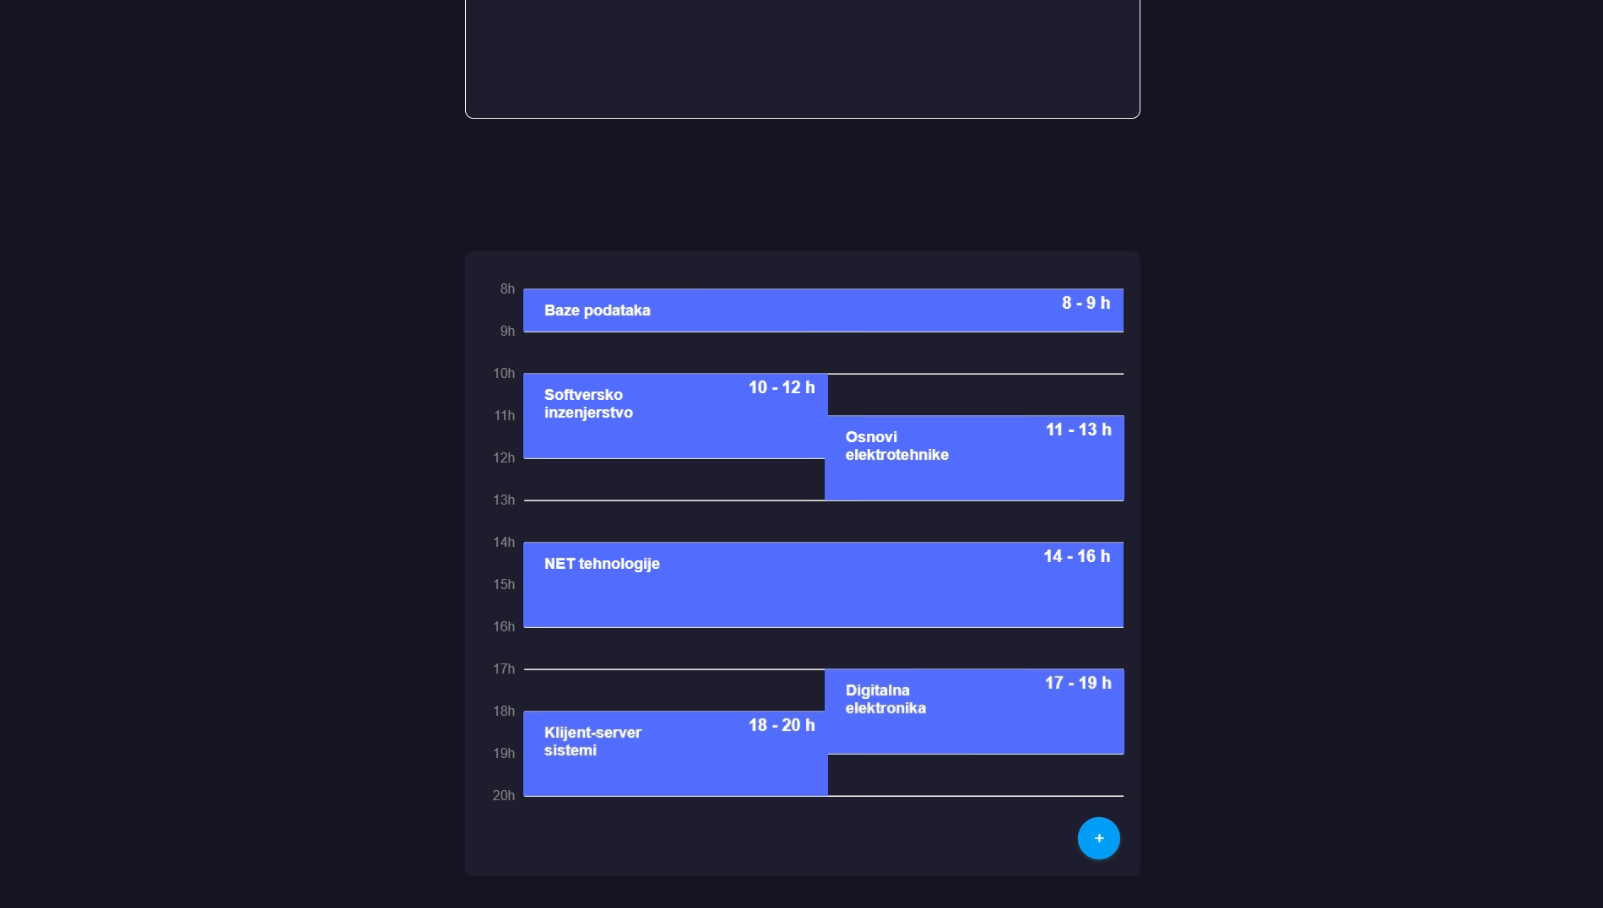 8h
Baze podataka
8 - 9 h
9h
10h
Softversko
inzenjerstvo
10 - 12 h
11h
Osnovi
elektrotehnike
11 - 13 h
12h
13h
14h
NET tehnologije
14 - 16 h
15h
16h
17h
Digitalna
elektronika
17 - 19 h
18h
Klijent-server
sistemi
18 - 20 h
19h
20h
+